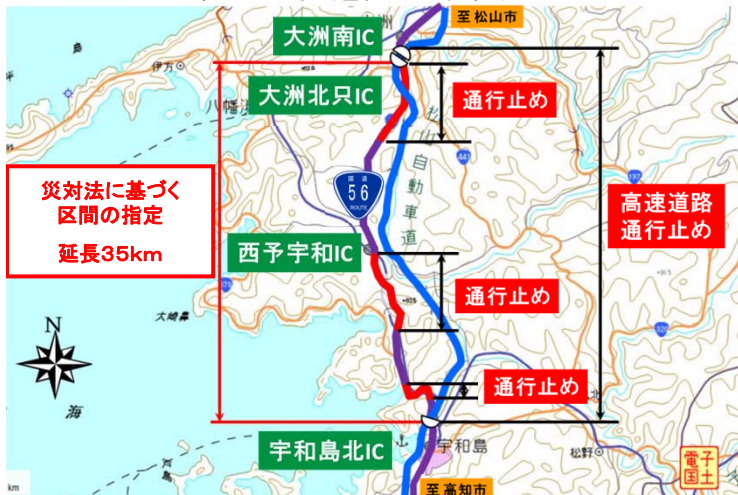 至 松山市
大洲南IC
伊方
八幡浜
大洲北只IC
通行止め
松山自動車道
441
197
災対法に基づく
区間の指定
延長35km
国道
56
ROUTE
高速道路
通行止め
西予宇和IC
378
通行止め
大崎鼻
320
N
海
通行止め
宇和島北IC
宇和島
松野
至 高知市
電子
国土
km